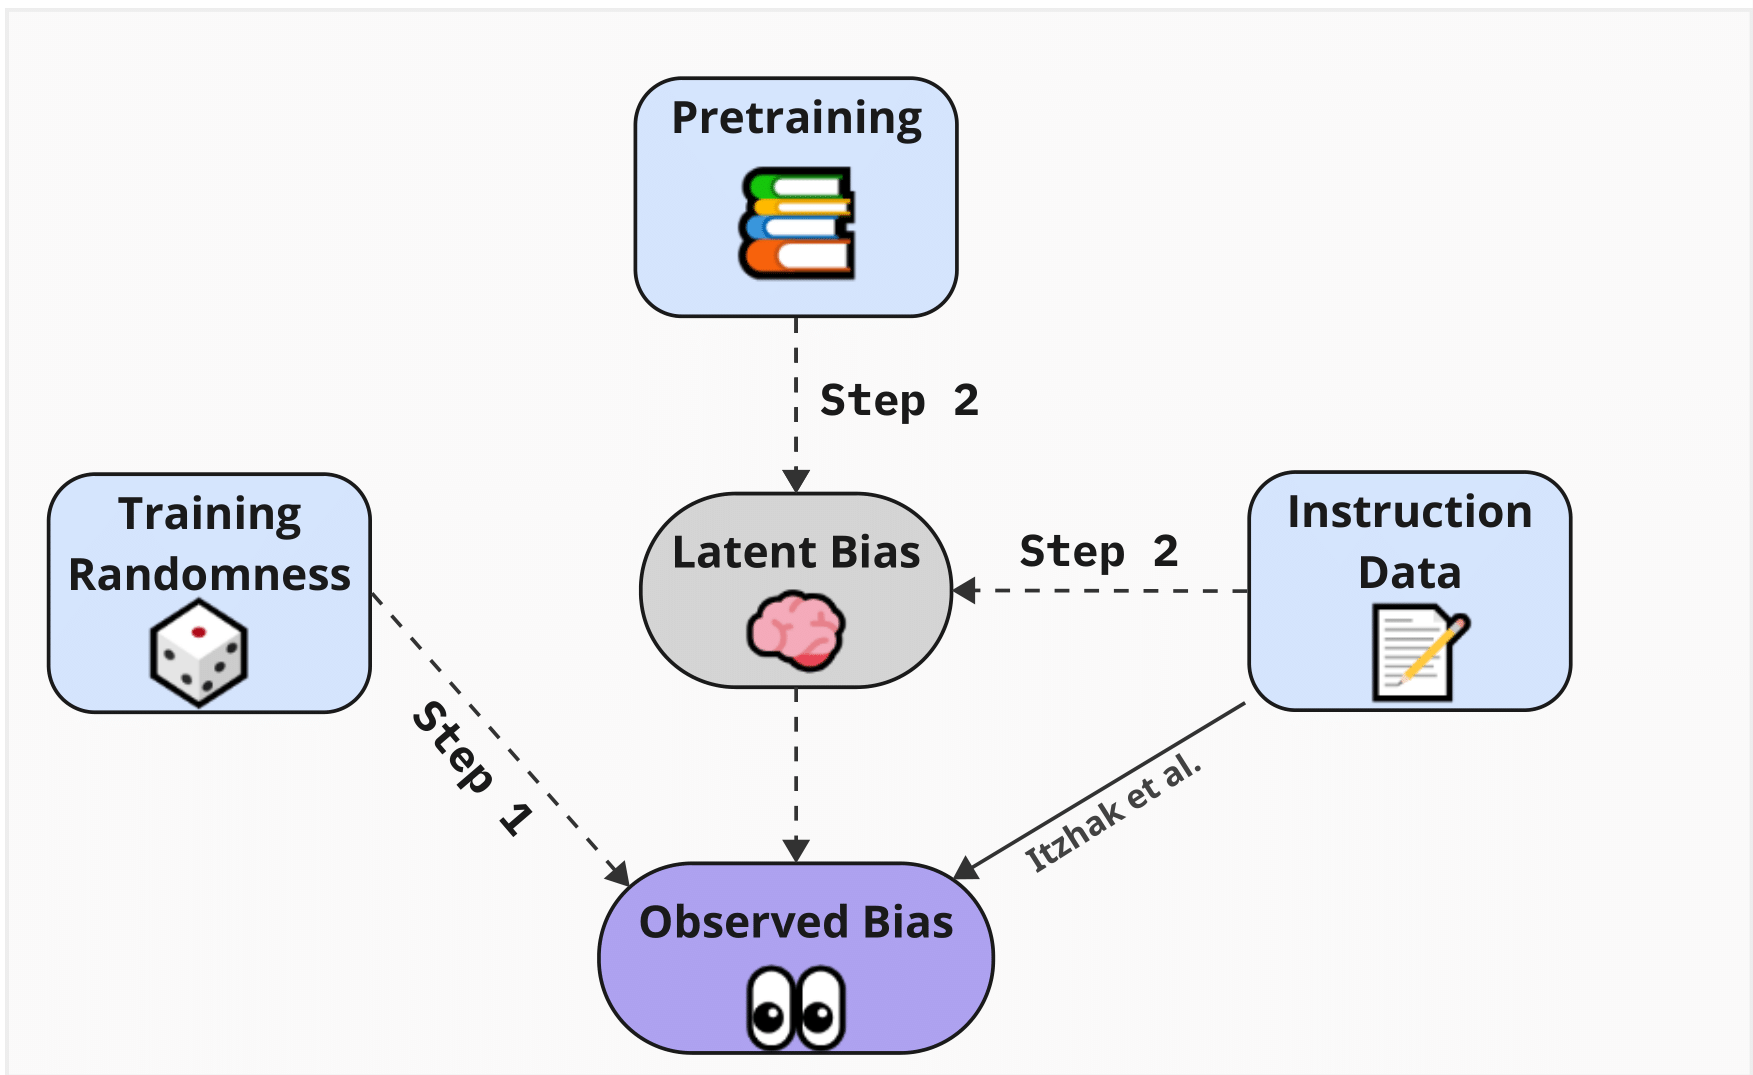 Pretraining
Step 2
Training
Randomness
Latent Bias
Step 2
Instruction
Data
Step 1
Itzhak et al.
Observed Bias